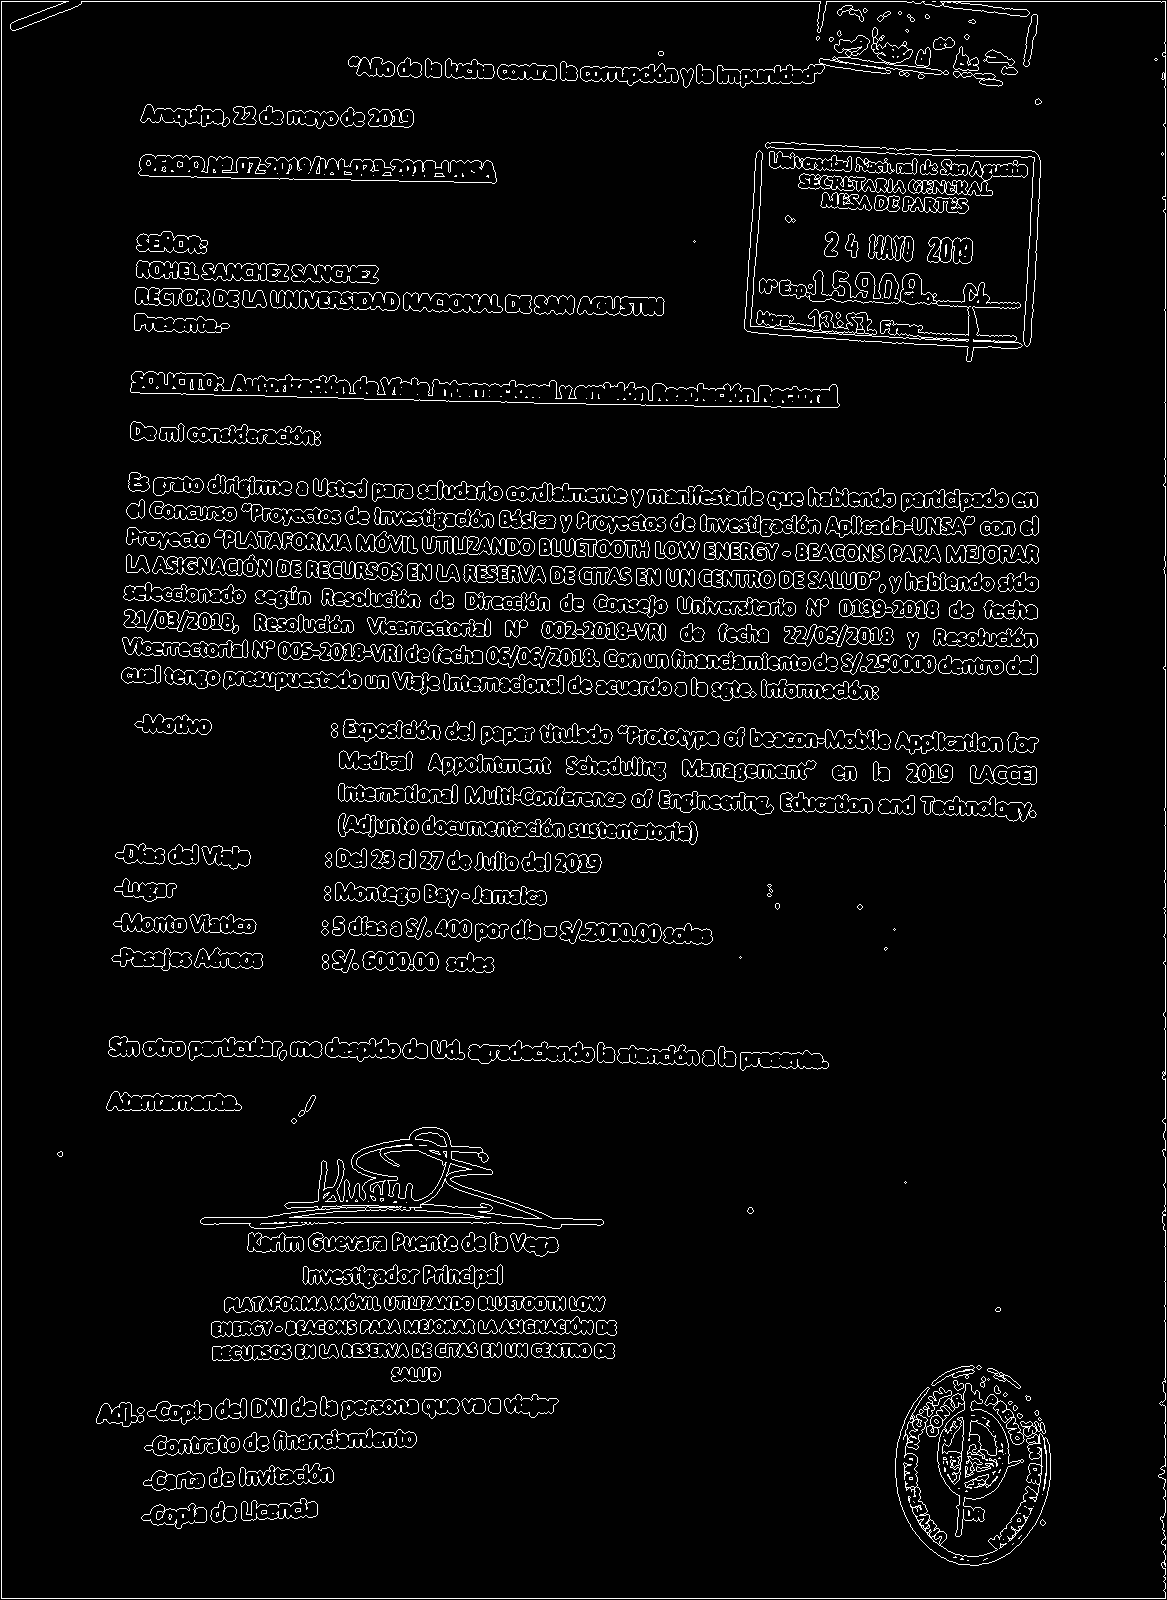 "Año de la lucha contra la corrupción y la impunidad"
Arequipa, 22 de mayo de 2019
OFICIO Nº 07-2019/IAI-023-2018-UNSA
Universidad Nacional de San Agustín
SECRETARIA GENERAL
MESA DE PARTES
24 MAYO 2019
N° Exp: 15909
Hora: 13:57 Firma:
SEÑOR:
ROHEL SANCHEZ SANCHEZ
RECTOR DE LA UNIVERSIDAD NACIONAL DE SAN AGUSTIN
Presente.-
SOLICITO: Autorización de Viaje Internacional y emisión Resolución Rectoral
De mi consideración:
Es grato dirigirme a Usted para saludarlo cordialmente y manifestarle que habiendo participado en
el Concurso "Proyectos de Investigación Básica y Proyectos de Investigación Aplicada-UNSA" con el
Proyecto "PLATAFORMA MÓVIL UTILIZANDO BLUETOOTH LOW ENERGY - BEACONS PARA MEJORAR
LA ASIGNACIÓN DE RECURSOS EN LA RESERVA DE CITAS EN UN CENTRO DE SALUD", y habiendo sido
seleccionado según Resolución de Dirección de Consejo Universitario N° 0139-2018 de fecha
21/03/2018, Resolución Vicerrectorial N° 002-2018-VRI de fecha 22/05/2018 y Resolución
Vicerrectorial N° 005-2018-VRI de fecha 06/06/2018. Con un financiamiento de S/.250000 dentro del
cual tengo presupuestado un Viaje Internacional de acuerdo a la sgte. Información:
-Motivo : Exposición del paper titulado "Prototype of beacon-Mobile Application for
Medical Appointment Scheduling Management" en la 2019 LACCEI
International Multi-Conference of Engineering, Education and Technology.
(Adjunto documentación sustentatoria)
-Días del Viaje : Del 23 al 27 de Julio del 2019
-Lugar : Montego Bay - Jamaica
-Monto Viatico : 5 días a S/. 400 por día = S/.2000.00 soles
-Pasajes Aéreos : S/. 6000.00 soles
Sin otro particular, me despido de Ud. agradeciendo la atención a la presente.
Atentamente.
Karim Guevara Puente de la Vega
Investigador Principal
PLATAFORMA MÓVIL UTILIZANDO BLUETOOTH LOW
ENERGY - BEACONS PARA MEJORAR LA ASIGNACIÓN DE
RECURSOS EN LA RESERVA DE CITAS EN UN CENTRO DE
SALUD
Adj.: -Copia del DNI de la persona que va a viajar
-Contrato de financiamiento
-Carta de Invitación
-Copia de Licencia
UNIVERSIDAD NACIONAL
CONTROL PREVIO